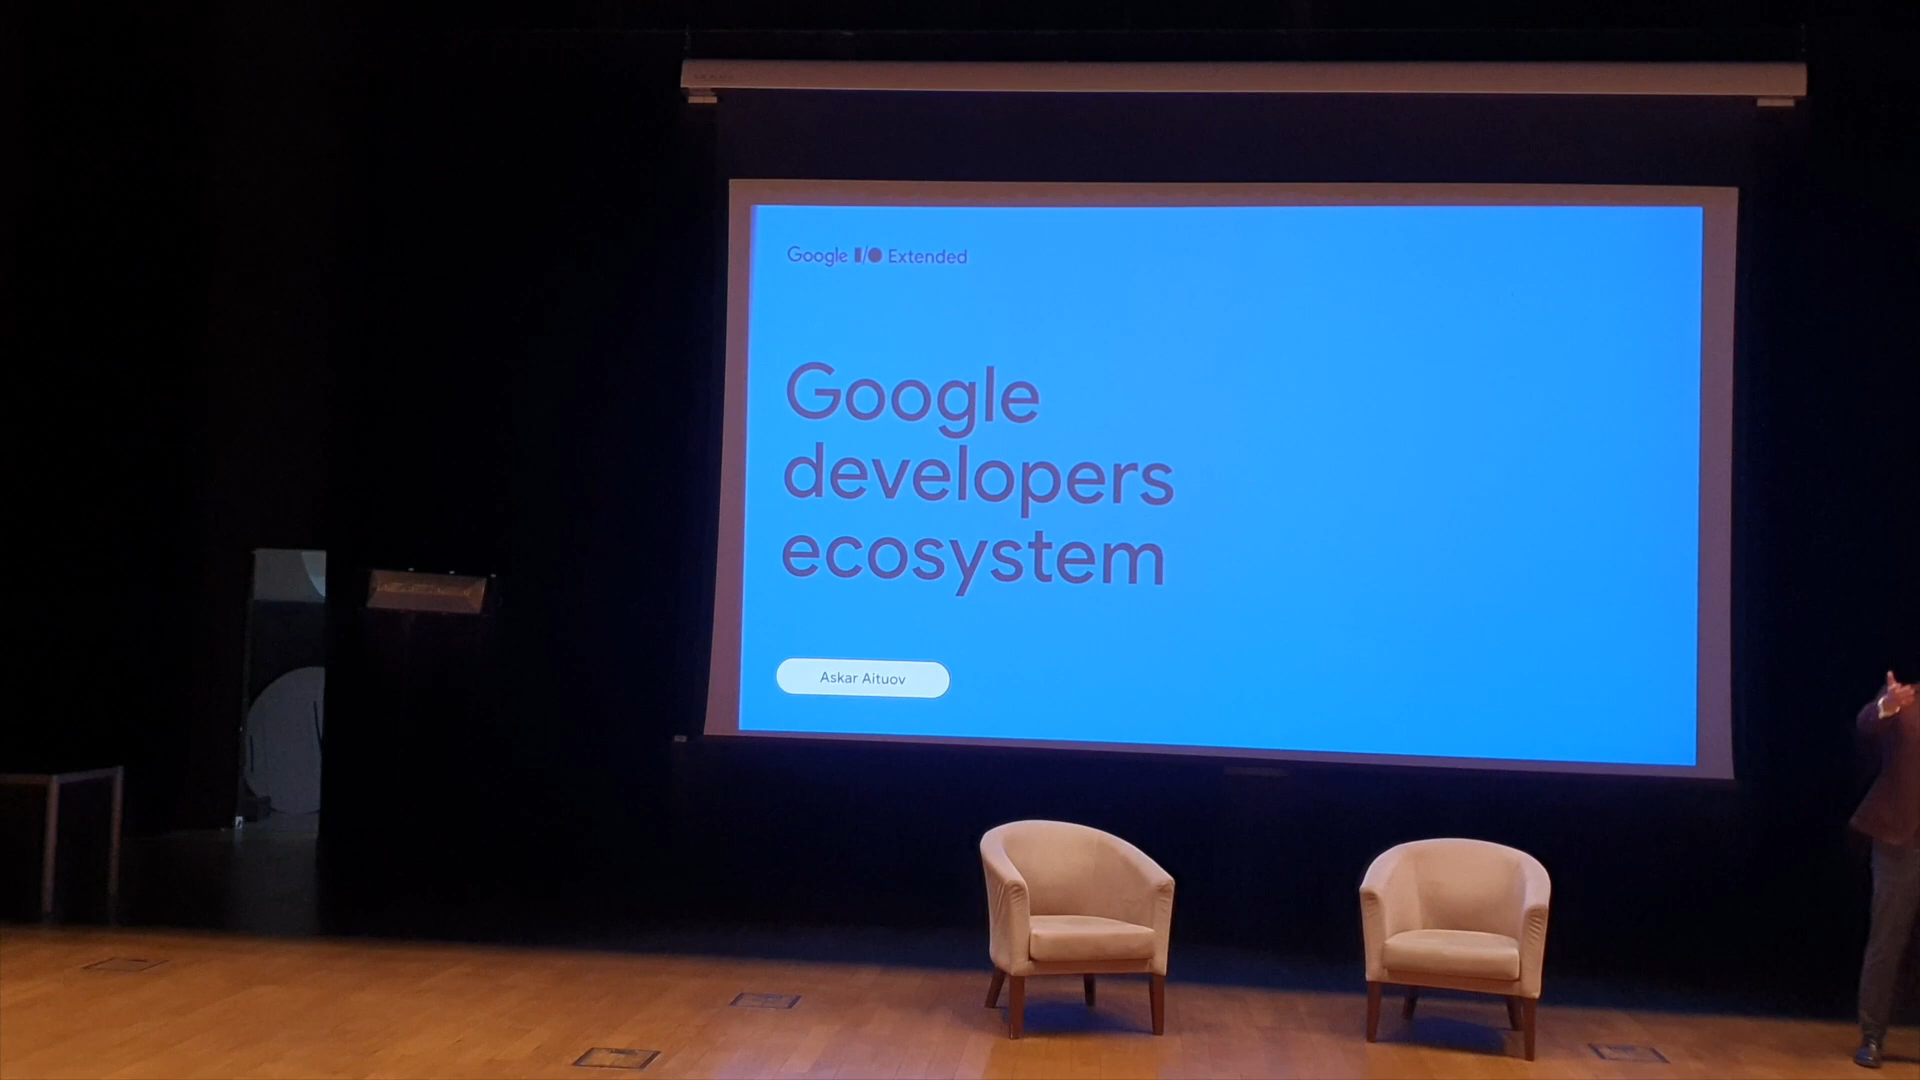 Google I/O Extended
Google
developers
ecosystem
Askar Aituov